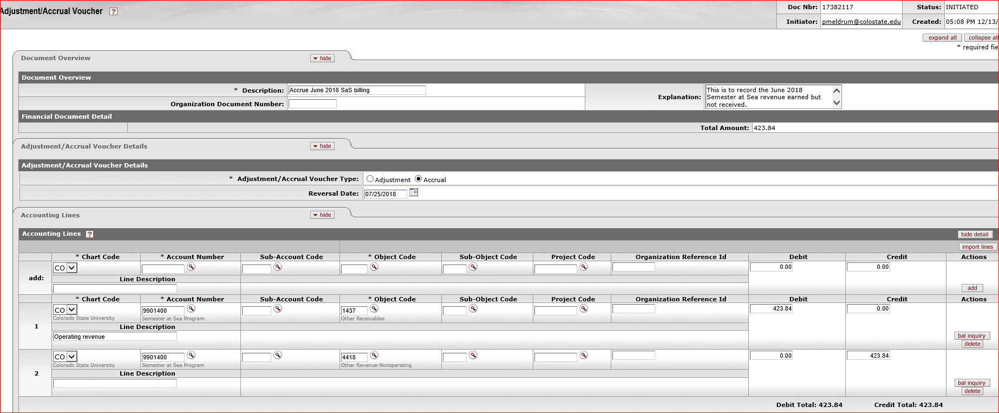 Adjustment/Accrual Voucher ?
Doc Nbr: 17382117 Status: INITIATED
Initiator: pmeldrum@colostate.edu Created: 05:08 PM 12/13/
expand all collapse all
* required fie
Document Overview hide
Document Overview
* Description: Accrue June 2018 SaS billing
Explanation: This is to record the June 2018
Semester at Sea revenue earned but
not received.
Organization Document Number:
Financial Document Detail
Total Amount: 423.84
Adjustment/Accrual Voucher Details hide
Adjustment/Accrual Voucher Details
* Adjustment/Accrual Voucher Type: Adjustment Accrual
Reversal Date: 07/25/2018
Accounting Lines hide
Accounting Lines ? hide detail
import lines
* Chart Code * Account Number Sub-Account Code * Object Code Sub-Object Code Project Code Organization Reference Id Debit Credit Actions
add: CO 0.00 0.00
Line Description
add
* Chart Code * Account Number Sub-Account Code * Object Code Sub-Object Code Project Code Organization Reference Id Debit Credit Actions
1 CO 9901400 1437 423.84 0.00
Colorado State University Semester at Sea Program Other Receivables
Line Description
Operating revenue
bal inquiry
delete
2 CO 9901400 4418 0.00 423.84
Colorado State University Semester at Sea Program Other Revenue-Nonoperating
Line Description
bal inquiry
delete
Debit Total: 423.84 Credit Total: 423.84